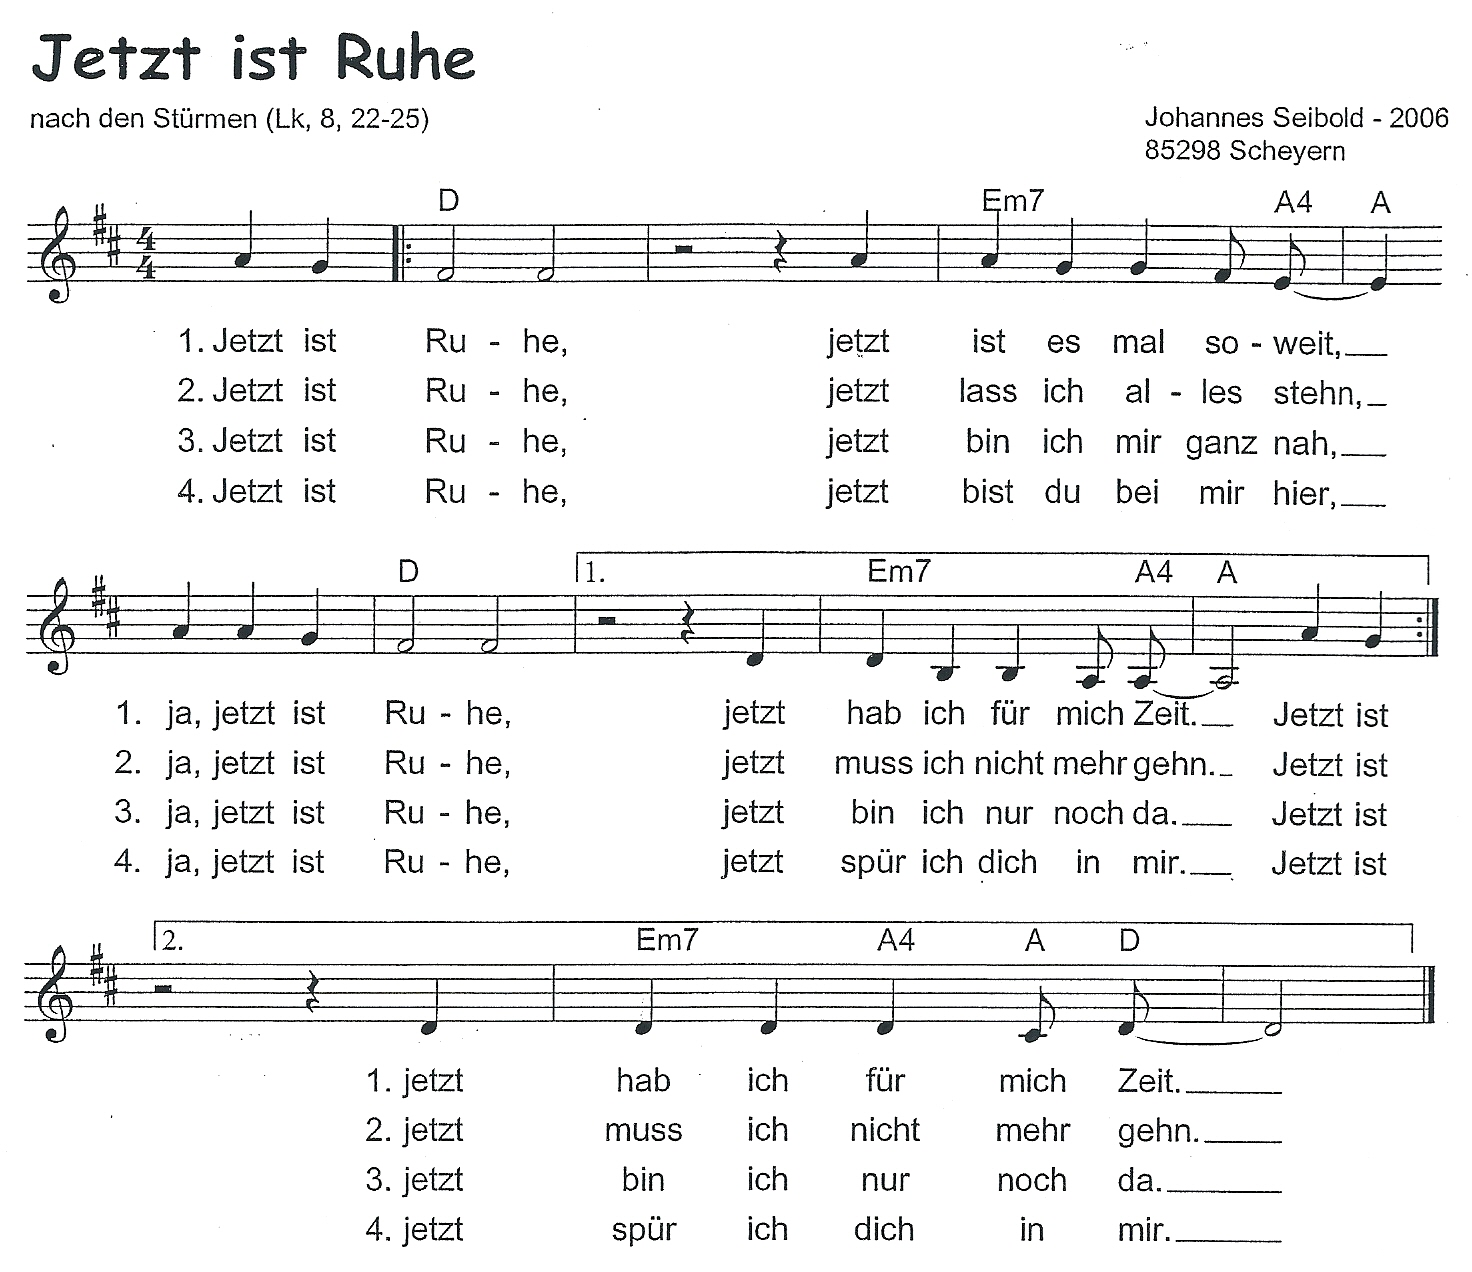 Jetzt ist Ruhe
nach den Stürmen (Lk, 8, 22-25)
Johannes Seibold - 2006
85298 Scheyern
D Em7 A4 A
4
4
1. Jetzt ist Ru - he, jetzt ist es mal so - weit,
2. Jetzt ist Ru - he, jetzt lass ich al - les stehn,
3. Jetzt ist Ru - he, jetzt bin ich mir ganz nah,
4. Jetzt ist Ru - he, jetzt bist du bei mir hier,
D 1. Em7 A4 A
1. ja, jetzt ist Ru - he, jetzt hab ich für mich Zeit. Jetzt ist
2. ja, jetzt ist Ru - he, jetzt muss ich nicht mehr gehn. Jetzt ist
3. ja, jetzt ist Ru - he, jetzt bin ich nur noch da. Jetzt ist
4. ja, jetzt ist Ru - he, jetzt spür ich dich in mir. Jetzt ist
2. Em7 A4 A D
1. jetzt hab ich für mich Zeit.
2. jetzt muss ich nicht mehr gehn.
3. jetzt bin ich nur noch da.
4. jetzt spür ich dich in mir.